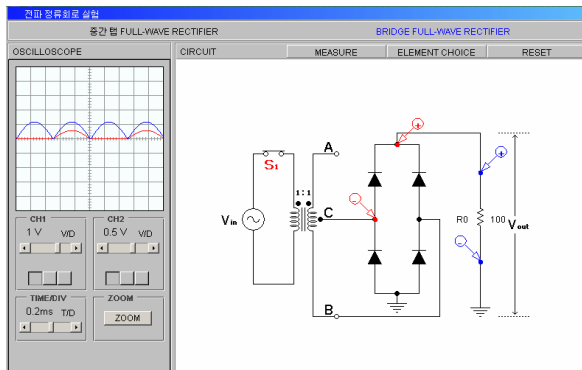 전파 정류회로 실험
중간 탭 FULL-WAVE RECTIFIER
BRIDGE FULL-WAVE RECTIFIER
OSCILLOSCOPE
CIRCUIT
MEASURE
ELEMENT CHOICE
RESET
CH1
1 V V/D
CH2
0.5 V V/D
TIME/DIV
0.2ms T/D
ZOOM
ZOOM
S1
Vin
1:1
A
C
B
+
−
+
−
R0
100
Vout